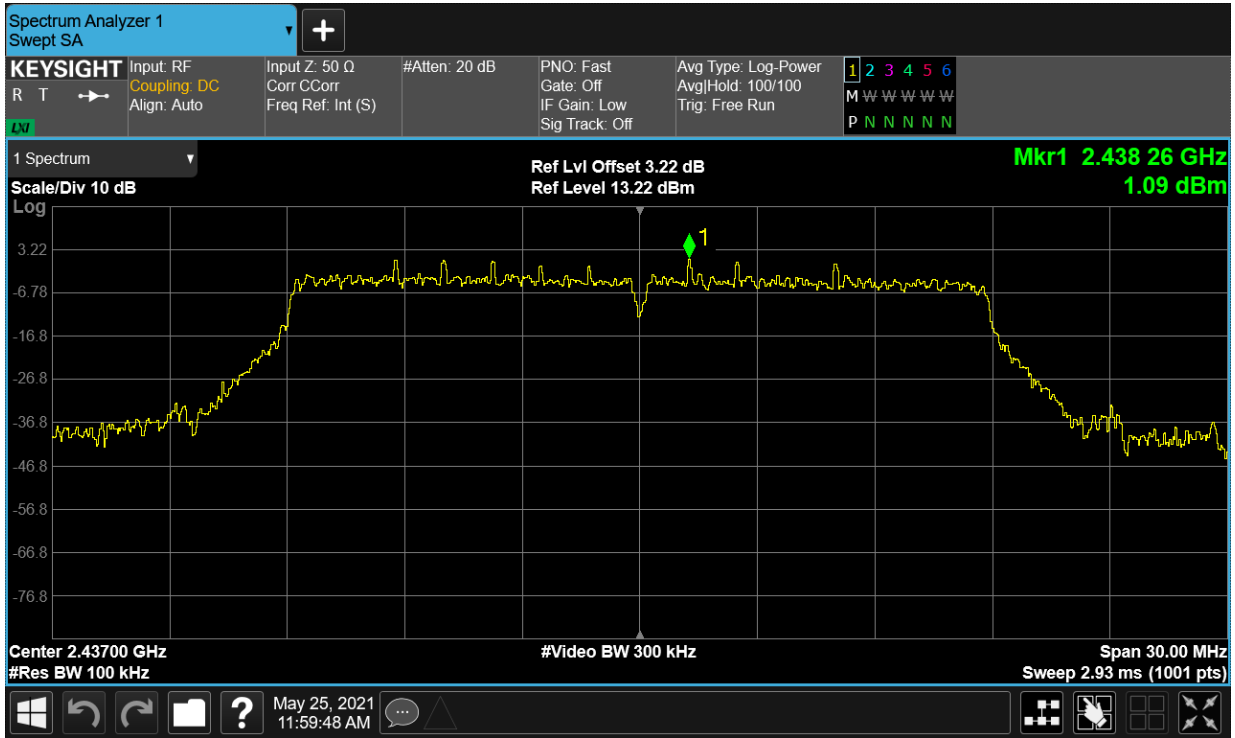 Spectrum Analyzer 1
Swept SA
KEYSIGHT
R T
LXI
Input: RF
Coupling: DC
Align: Auto
Input Z: 50 Ω
Corr CCorr
Freq Ref: Int (S)
#Atten: 20 dB
PNO: Fast
Gate: Off
IF Gain: Low
Sig Track: Off
Avg Type: Log-Power
Avg|Hold: 100/100
Trig: Free Run
1 2 3 4 5 6
M W W W W W
P N N N N N
1 Spectrum
Scale/Div 10 dB
Log
Ref Lvl Offset 3.22 dB
Ref Level 13.22 dBm
Mkr1 2.438 26 GHz
1.09 dBm
1
3.22
-6.78
-16.8
-26.8
-36.8
-46.8
-56.8
-66.8
-76.8
Center 2.43700 GHz
#Res BW 100 kHz
#Video BW 300 kHz
Span 30.00 MHz
Sweep 2.93 ms (1001 pts)
?
May 25, 2021
11:59:48 AM